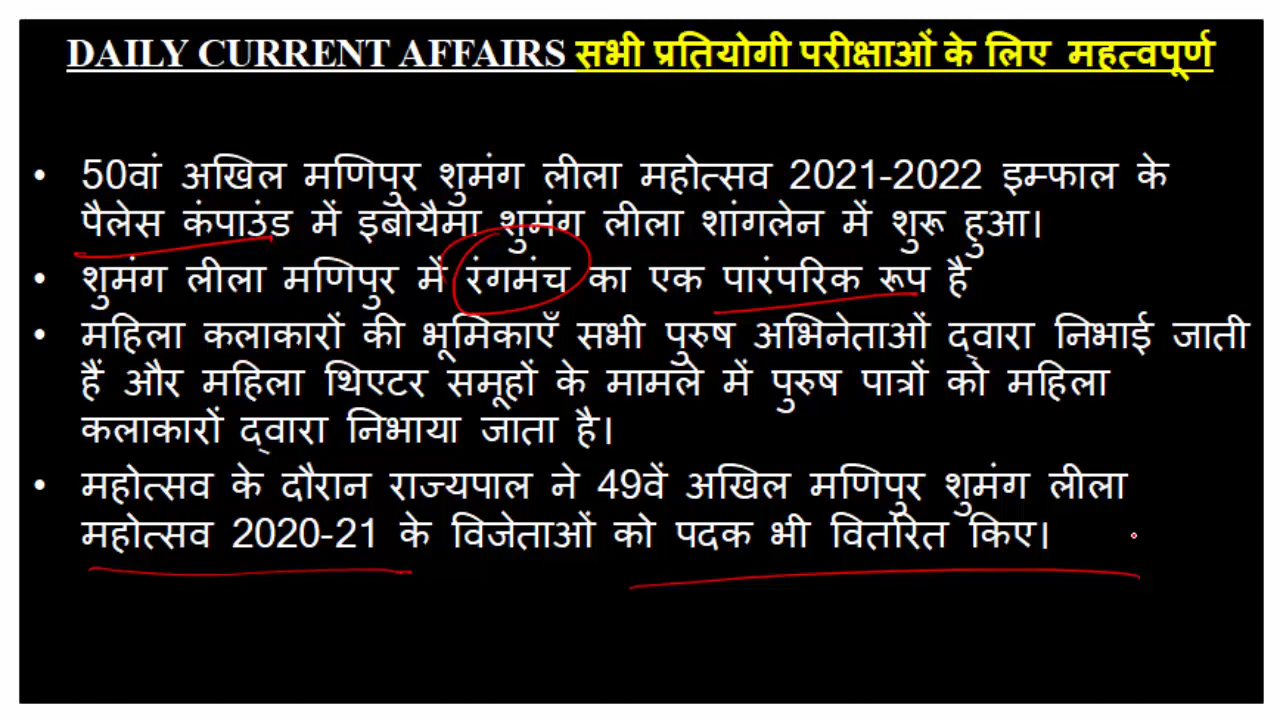 DAILY CURRENT AFFAIRS सभी प्रतियोगी परीक्षाओं के लिए महत्वपूर्ण
• 50वां अखिल मणिपुर शुमंग लीला महोत्सव 2021-2022 इम्फाल के
पैलेस कंपाउंड में इबोयैमा शुमंग लीला शांगलेन में शुरू हुआ।
• शुमंग लीला मणिपुर में रंगमंच का एक पारंपरिक रूप है
• महिला कलाकारों की भूमिकाएँ सभी पुरुष अभिनेताओं द्वारा निभाई जाती
हैं और महिला थिएटर समूहों के मामले में पुरुष पात्रों को महिला
कलाकारों द्वारा निभाया जाता है।
• महोत्सव के दौरान राज्यपाल ने 49वें अखिल मणिपुर शुमंग लीला
महोत्सव 2020-21 के विजेताओं को पदक भी वितरित किए।